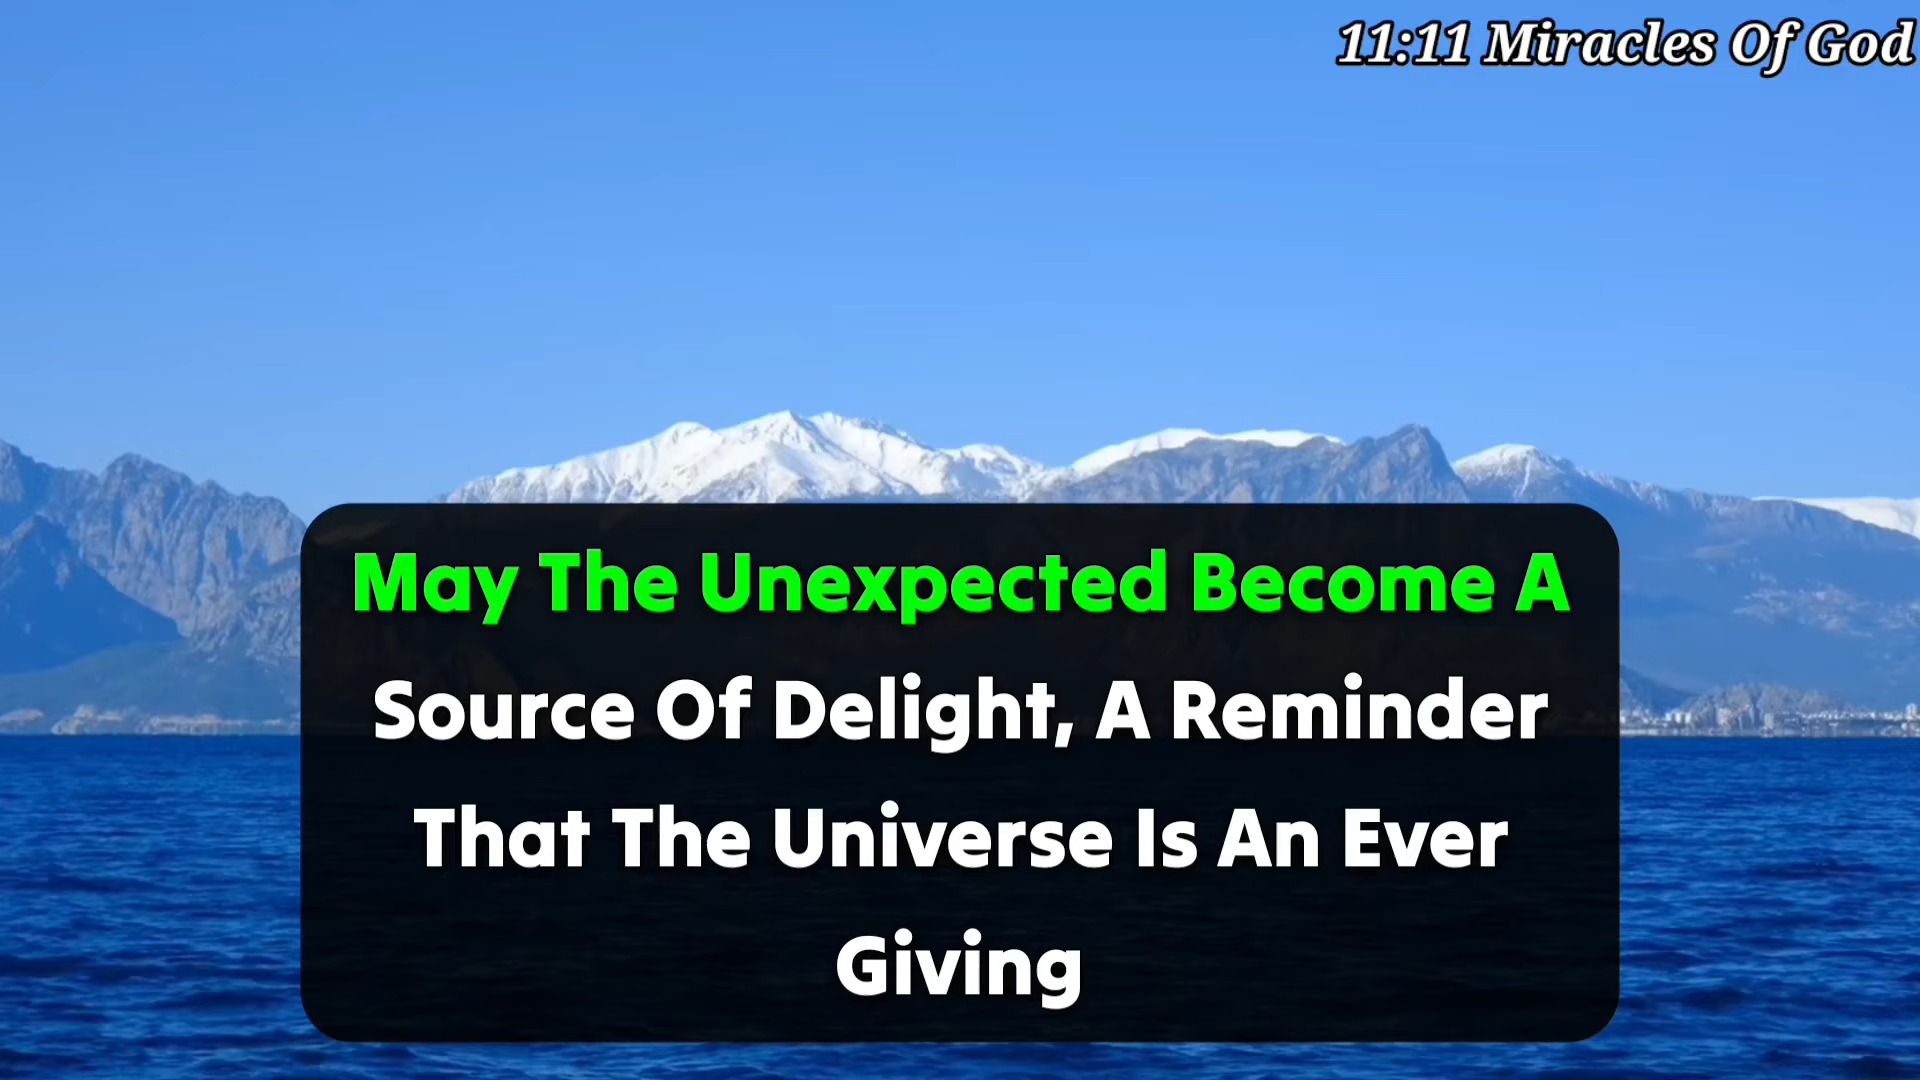 11:11 Miracles Of God
May The Unexpected Become A
Source Of Delight, A Reminder
That The Universe Is An Ever
Giving